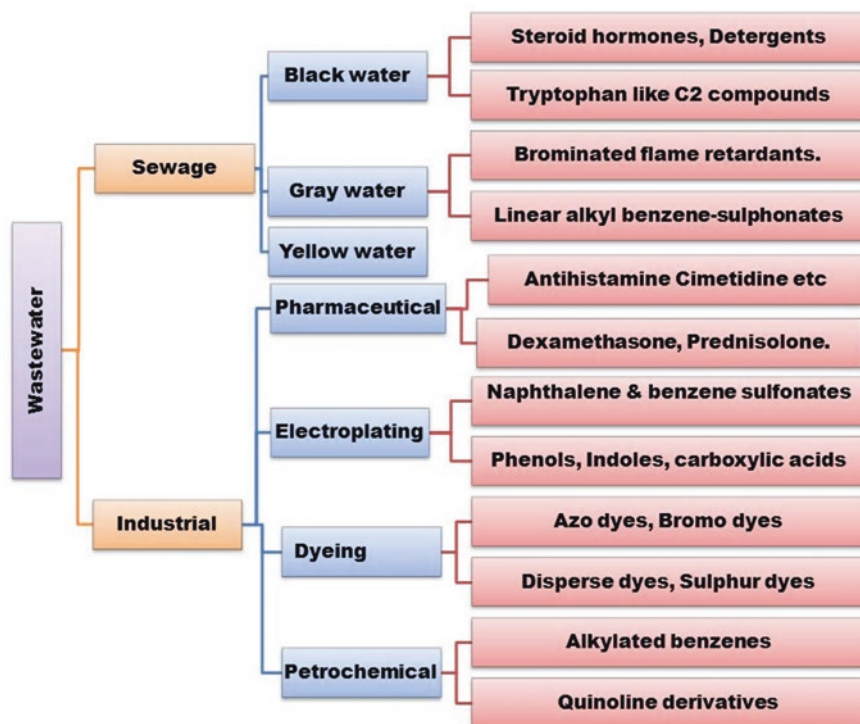 Wastewater
Sewage
Black water
Steroid hormones, Detergents
Tryptophan like C2 compounds
Gray water
Brominated flame retardants.
Linear alkyl benzene-sulphonates
Yellow water
Industrial
Pharmaceutical
Antihistamine Cimetidine etc
Dexamethasone, Prednisolone.
Electroplating
Naphthalene & benzene sulfonates
Phenols, Indoles, carboxylic acids
Dyeing
Azo dyes, Bromo dyes
Disperse dyes, Sulphur dyes
Petrochemical
Alkylated benzenes
Quinoline derivatives